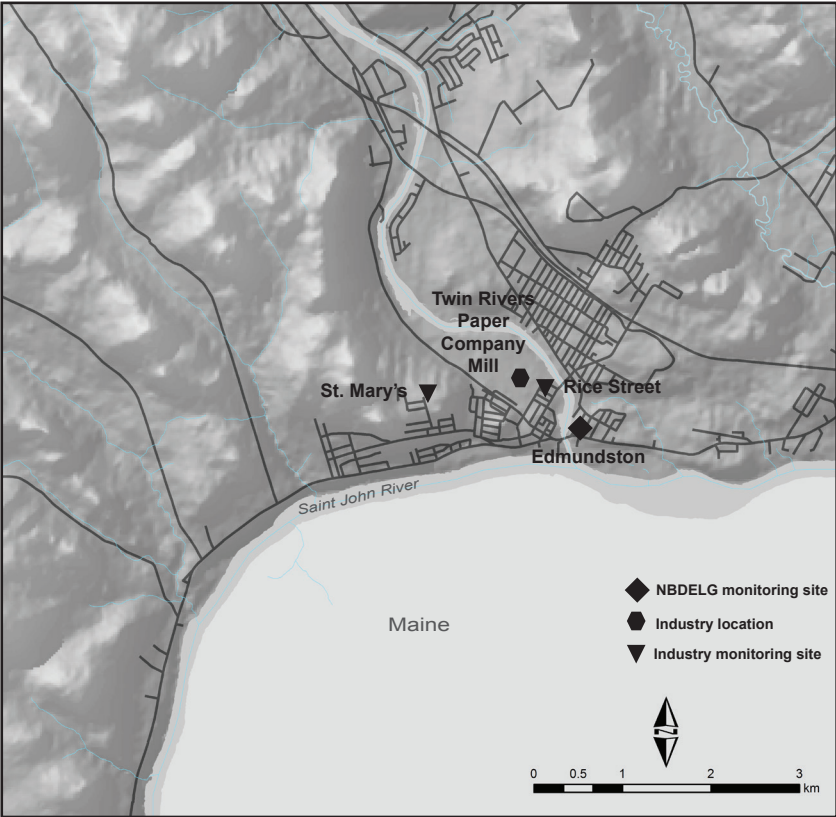 Twin Rivers
Paper
Company
Mill
St. Mary's
Rice Street
Edmundston
Saint John River
Maine
NBDELG monitoring site
Industry location
Industry monitoring site
N
0 0.5 1 2 3
km